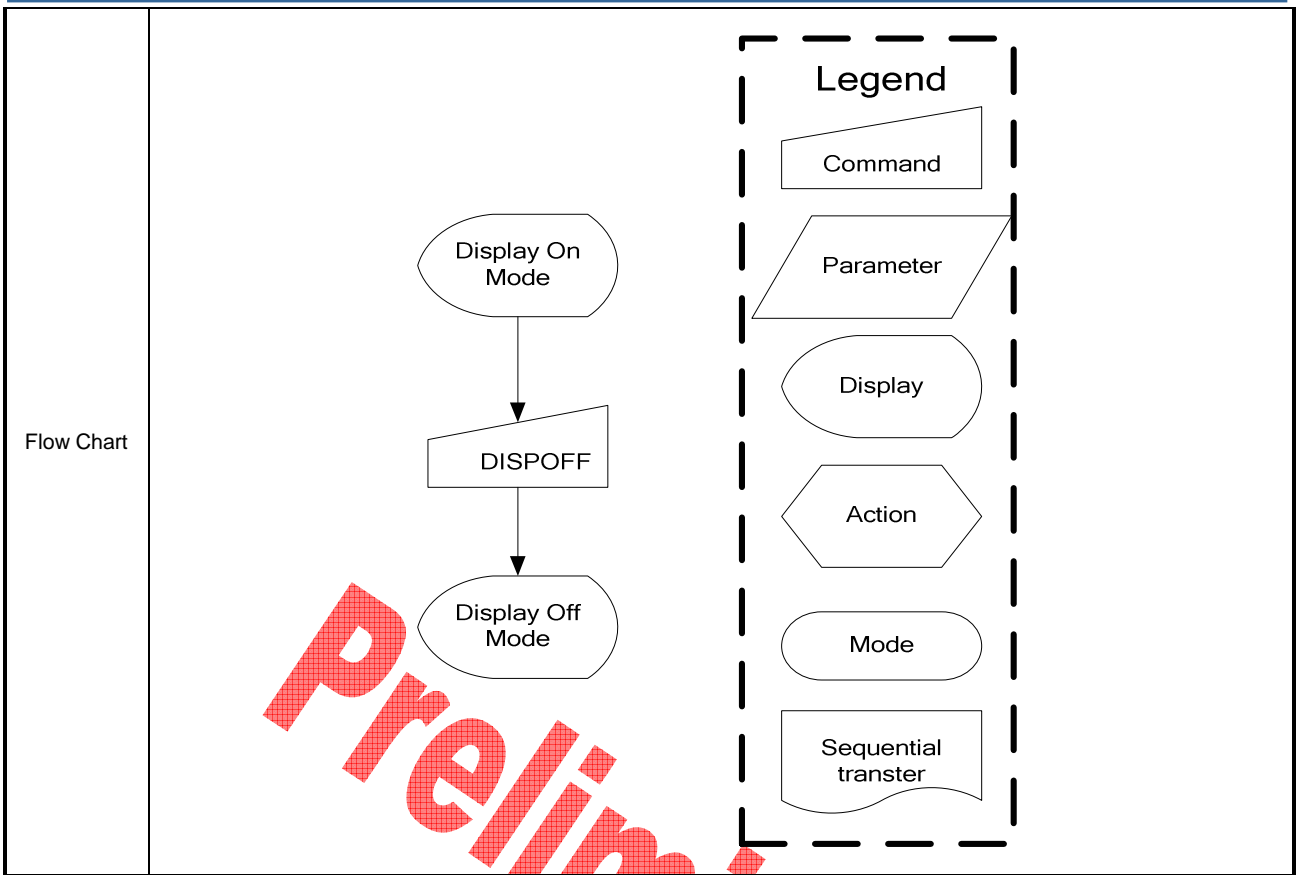 Flow Chart
Display On
Mode
DISPOFF
Display Off
Mode
Legend
Command
Parameter
Display
Action
Mode
Sequential
transter
Prelim